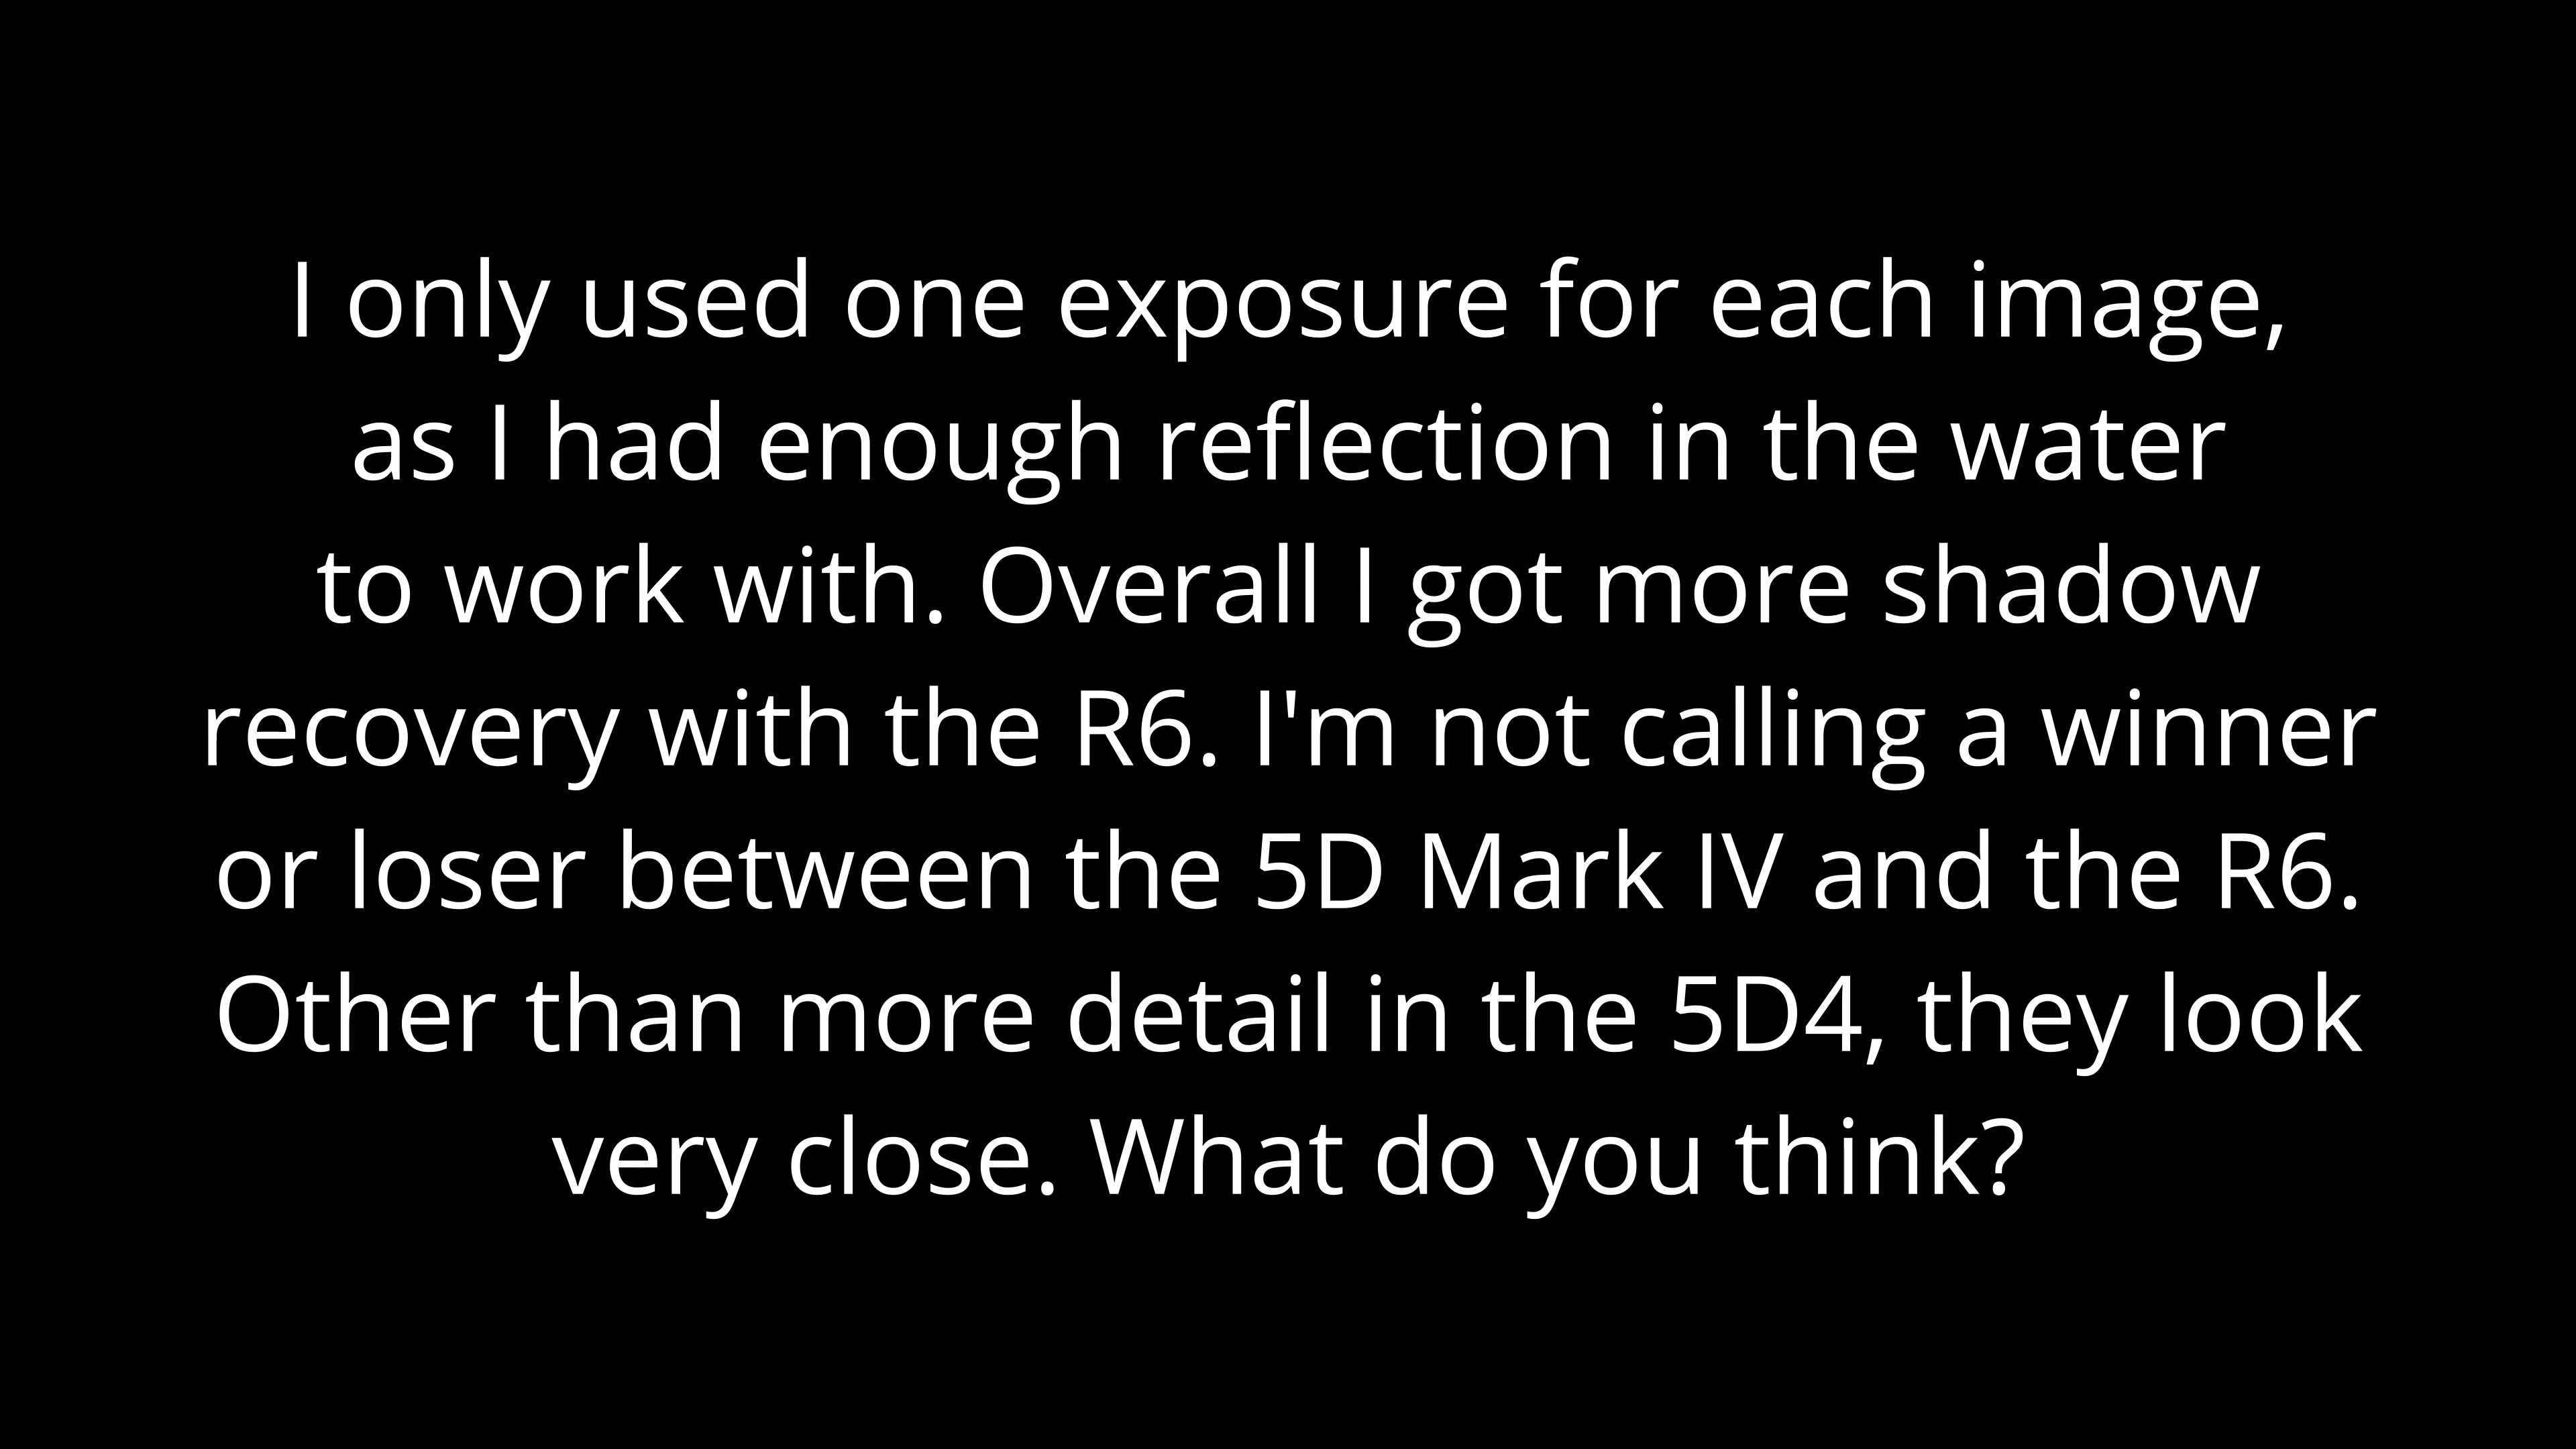 I only used one exposure for each image,
as I had enough reflection in the water
to work with. Overall I got more shadow
recovery with the R6. I'm not calling a winner
or loser between the 5D Mark IV and the R6.
Other than more detail in the 5D4, they look
very close. What do you think?